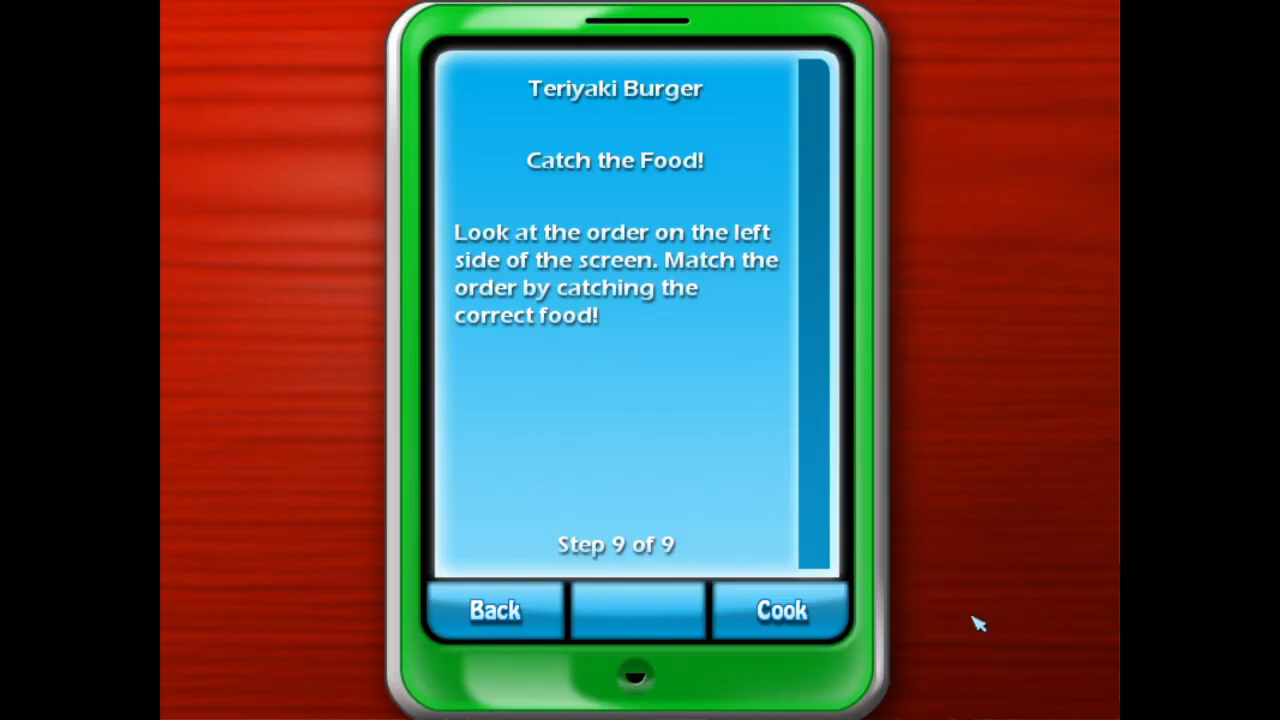 Teriyaki Burger
Catch the Food!
Look at the order on the left
side of the screen. Match the
order by catching the
correct food!
Step 9 of 9
Back
Cook